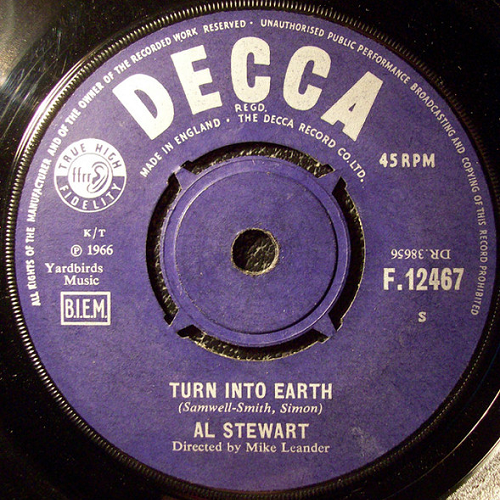 ALL RIGHTS OF THE MANUFACTURER AND OF THE OWNER OF THE RECORDED WORK RESERVED · UNAUTHORISED PUBLIC PERFORMANCE BROADCASTING AND COPYING OF THIS RECORD PROHIBITED
DECCA
REGD.
MADE IN ENGLAND · THE DECCA RECORD CO. LTD.
TRUE HIGH
ffrr
FIDELITY
45 RPM
K/T
℗ 1966
Yardbirds
Music
B.I.E.M.
DR. 38656
F.12467
S
TURN INTO EARTH
(Samwell-Smith, Simon)
AL STEWART
Directed by Mike Leander